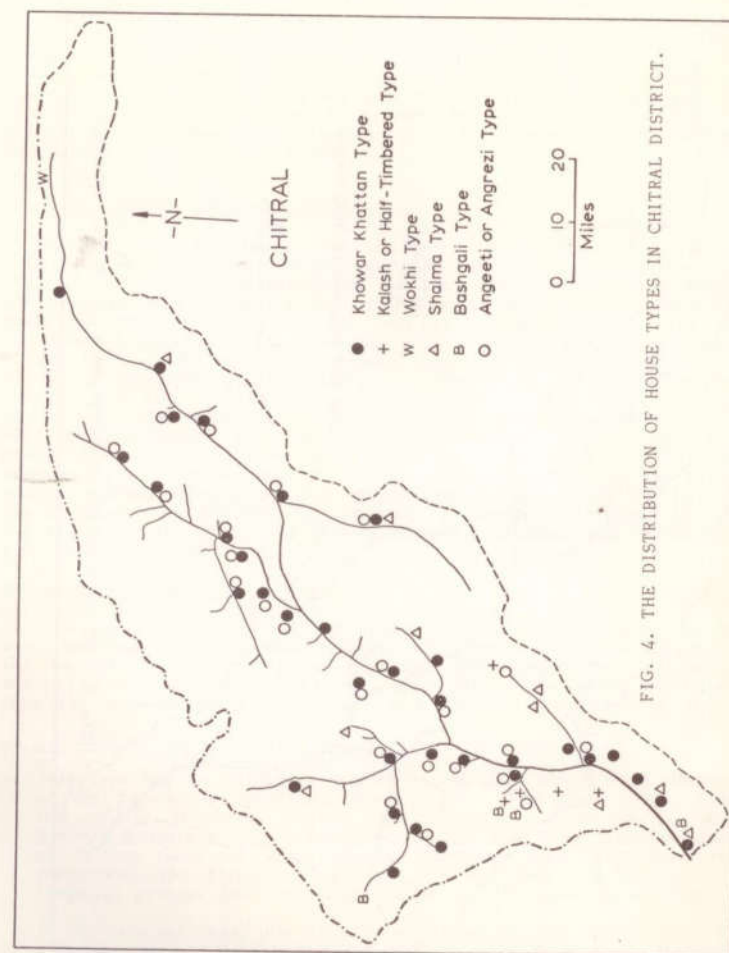 -N-
CHITRAL
● Khowar Khattan Type
+ Kalash or Half-Timbered Type
w Wokhi Type
△ Shalma Type
B Bashgali Type
○ Angeeti or Angrezi Type
0 10 20
Miles
W
B
B
B
B
FIG. 4. THE DISTRIBUTION OF HOUSE TYPES IN CHITRAL DISTRICT.